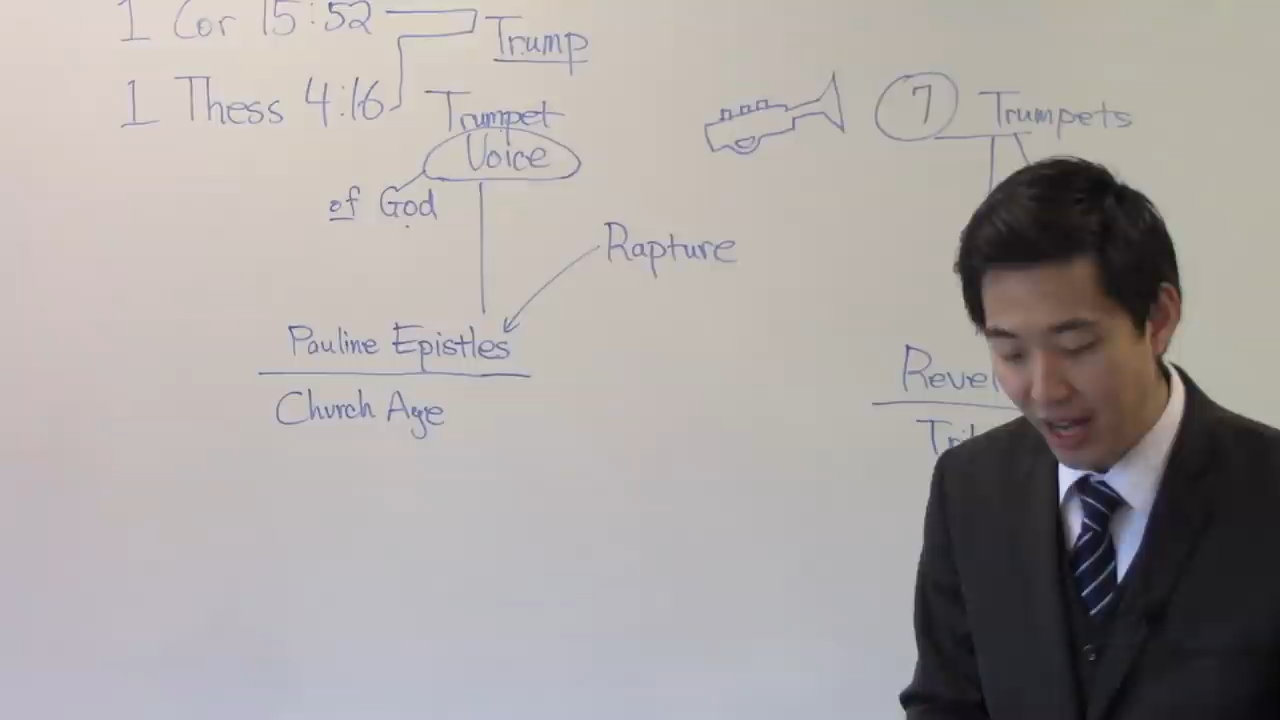 1 Cor 15:52
Trump
1 Thess 4:16
Trumpet
Voice
of God
Rapture
Pauline Epistles
Church Age
7 Trumpets